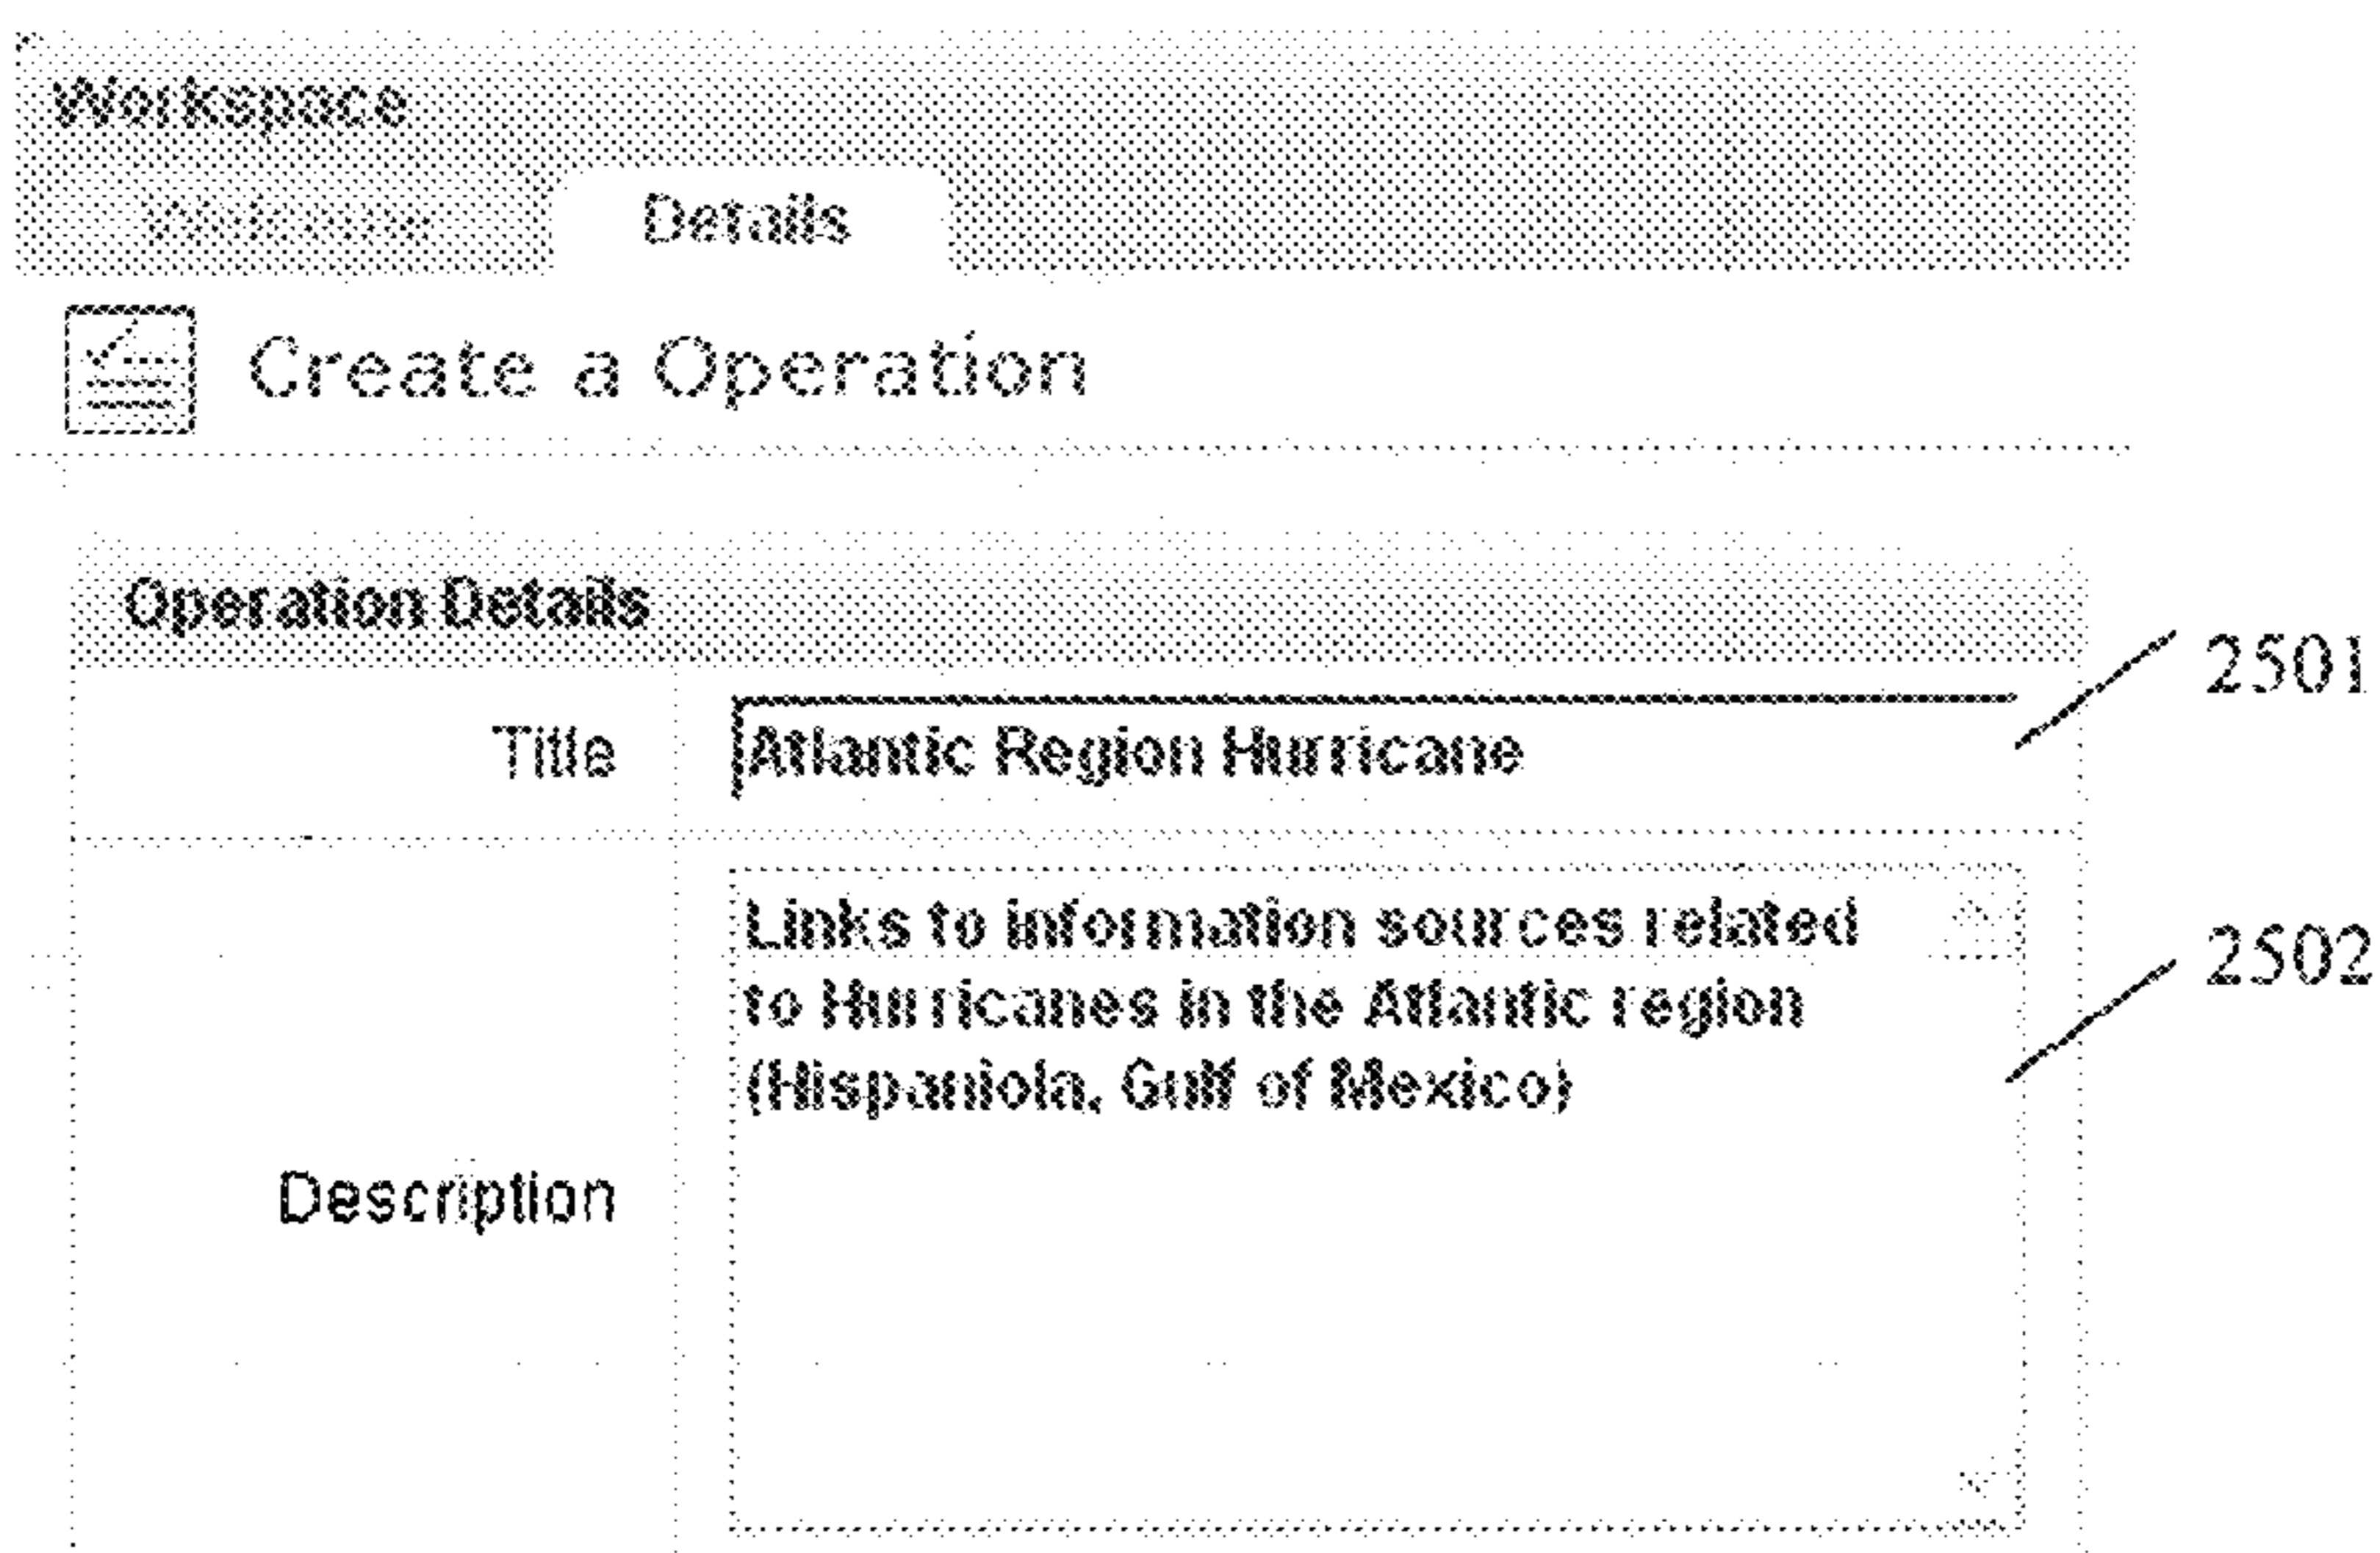 Workspace
Details
Create a Operation
Operation Details
Title
Atlantic Region Hurricane
2501
Links to information sources related
to Hurricanes in the Atlantic region
(Hispaniola, Gulf of Mexico)
2502
Description